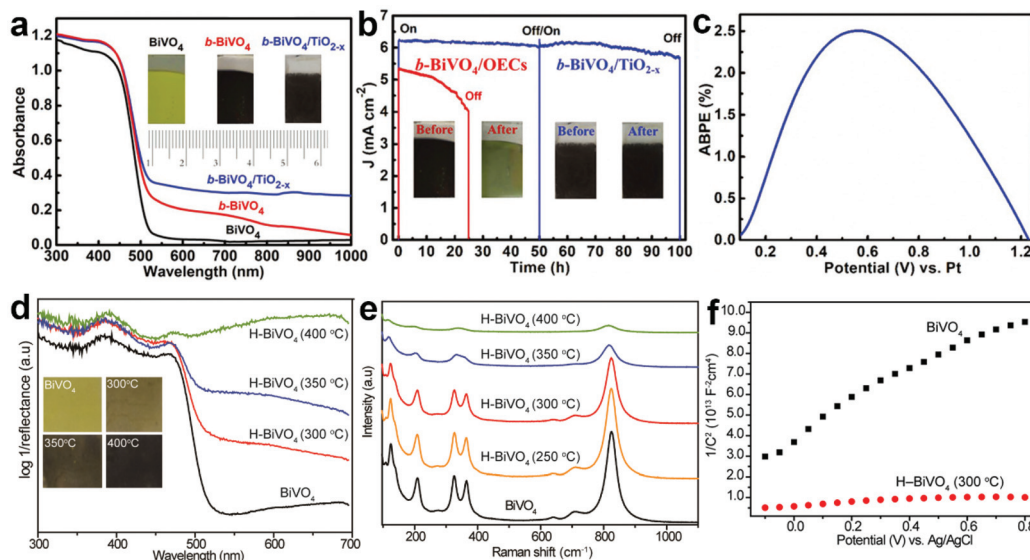 a
BiVO4
b-BiVO4
b-BiVO4/TiO2-x
1.2
1.0
0.8
0.6
0.4
0.2
0.0
Absorbance
1 2 3 4 5 6
b-BiVO4/TiO2-x
b-BiVO4
BiVO4
300 400 500 600 700 800 900 1000
Wavelength (nm)
b
On
Off/On
Off
b-BiVO4/OECs
b-BiVO4/TiO2-x
Off
Before
After
Before
After
J (mA cm-2)
7
6
5
4
3
2
1
0
0 10 20 30 40 50 60 70 80 90 100
Time (h)
c
ABPE (%)
2.5
2.0
1.5
1.0
0.5
0.0
0.2 0.4 0.6 0.8 1.0 1.2
Potential (V) vs. Pt
d
H-BiVO4 (400 °C)
H-BiVO4 (350 °C)
H-BiVO4 (300 °C)
BiVO4
BiVO4
300°C
350°C
400°C
log 1/reflectance (a.u)
300 400 500 600 700
Wavelength (nm)
e
H-BiVO4 (400 °C)
H-BiVO4 (350 °C)
H-BiVO4 (300 °C)
H-BiVO4 (250 °C)
BiVO4
Intensity (a.u)
200 400 600 800 1000
Raman shift (cm-1)
f
1/C2 (1013 F-2cm4)
10.0
9.0
8.0
7.0
6.0
5.0
4.0
3.0
2.0
1.0
BiVO4
H–BiVO4 (300 °C)
0.0 0.2 0.4 0.6 0.8
Potential (V) vs. Ag/AgCl